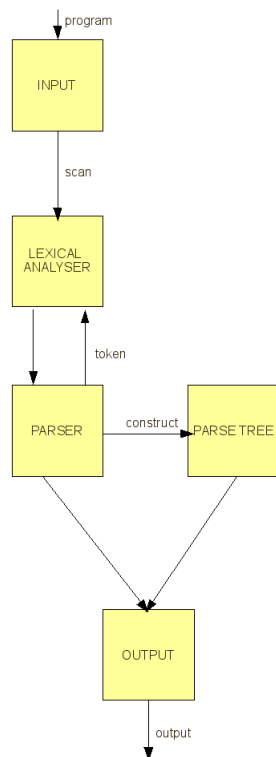 program
INPUT
scan
LEXICAL
ANALYSER
token
PARSER
construct
PARSE TREE
OUTPUT
output